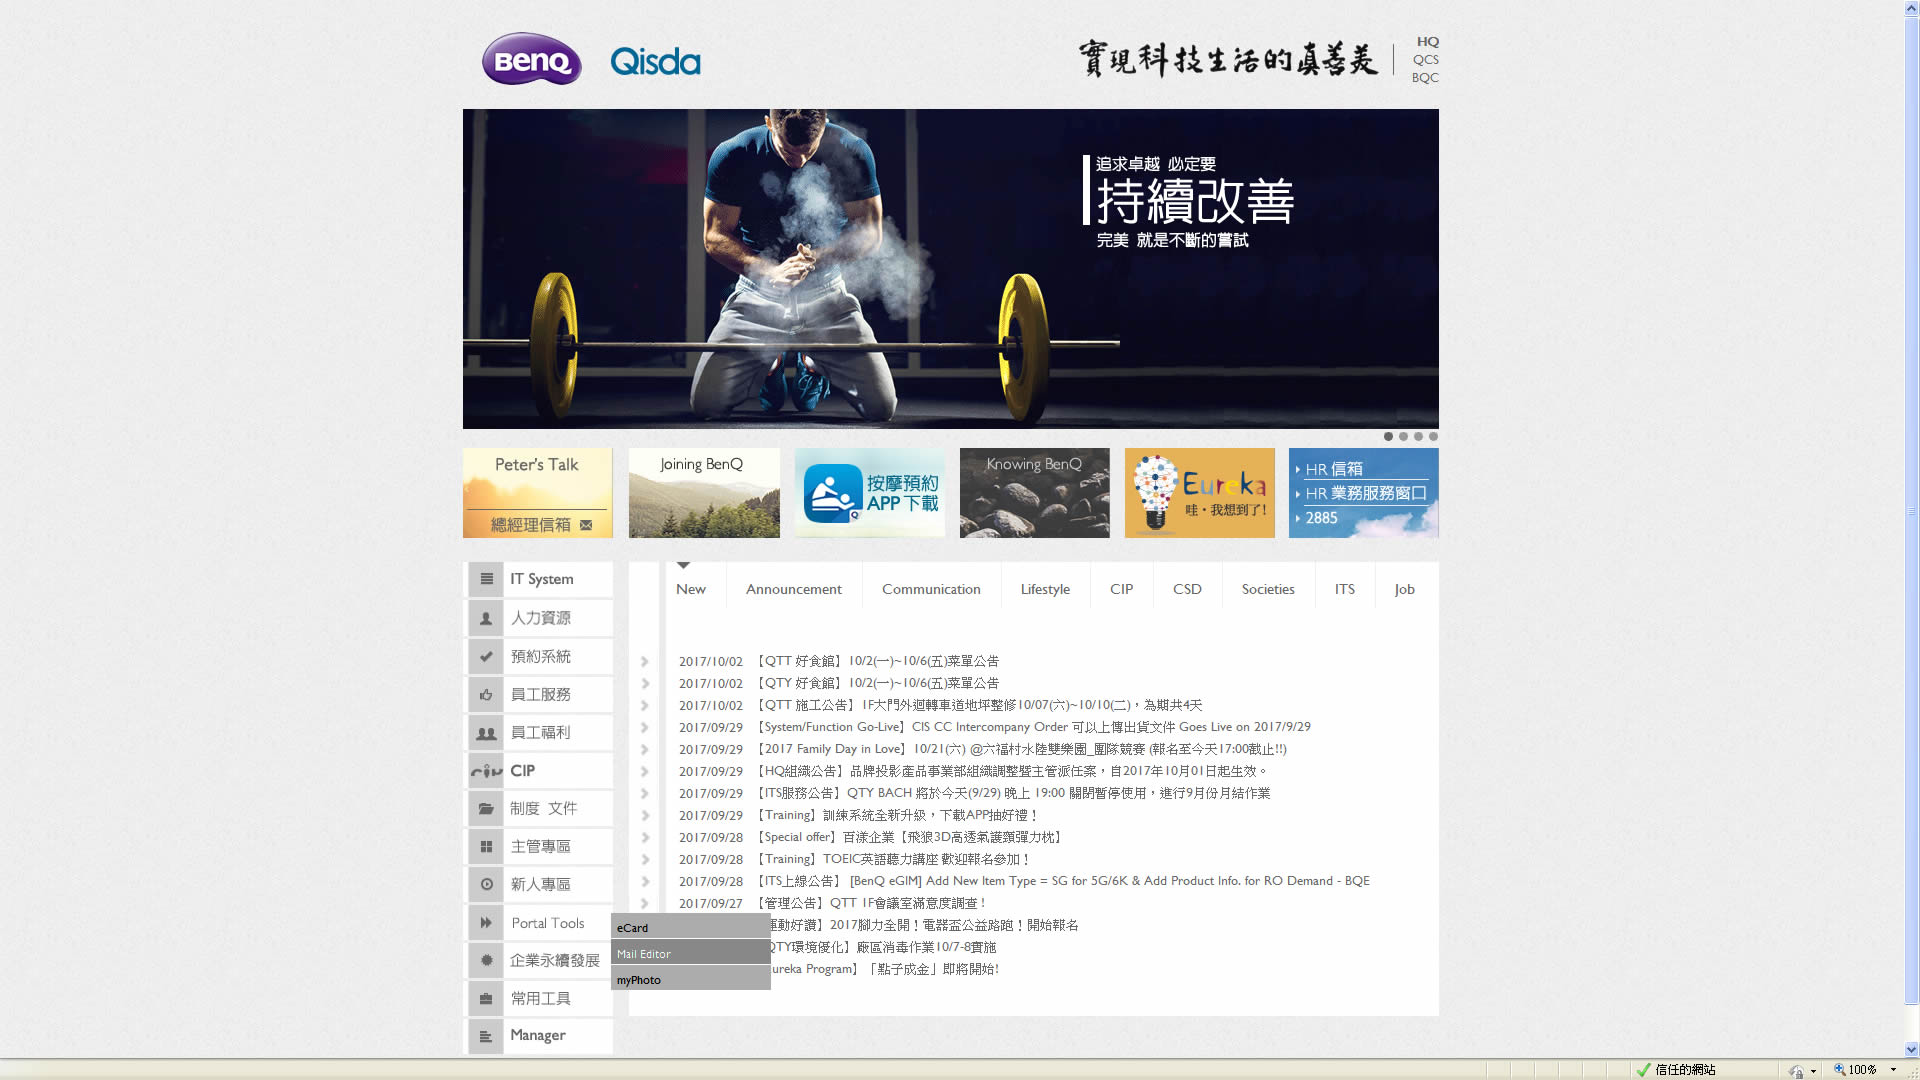 BenQ Qisda
實現科技生活的真善美
HQ
QCS
BQC
追求卓越 必定要
持續改善
完美 就是不斷的嘗試
Peter's Talk
總經理信箱
Joining BenQ
按摩預約
APP下載
Knowing BenQ
Eureka
哇・我想到了!
HR 信箱
HR 業務服務窗口
2885
IT System
人力資源
預約系統
員工服務
員工福利
CIP
制度 文件
主管專區
新人專區
Portal Tools
企業永續發展
常用工具
Manager
eCard
Mail Editor
myPhoto
New Announcement Communication Lifestyle CIP CSD Societies ITS Job
2017/10/02 【QTT 好食館】10/2(一)~10/6(五)菜單公告
2017/10/02 【QTY 好食館】10/2(一)~10/6(五)菜單公告
2017/10/02 【QTT 施工公告】1F大門外迴轉車道地坪整修10/07(六)~10/10(二)，為期共4天
2017/09/29 【System/Function Go-Live】CIS CC Intercompany Order 可以上傳出貨文件 Goes Live on 2017/9/29
2017/09/29 【2017 Family Day in Love】10/21(六) @六福村水陸雙樂園_團隊競賽 (報名至今天17:00截止!!)
2017/09/29 【HQ組織公告】品牌投影產品事業部組織調整暨主管派任案，自2017年10月01日起生效。
2017/09/29 【ITS服務公告】QTY BACH 將於今天(9/29) 晚上 19:00 關閉暫停使用，進行9月份月結作業
2017/09/29 【Training】訓練系統全新升級，下載APP抽好禮！
2017/09/28 【Special offer】百漾企業【飛狼3D高透氣護頸彈力枕】
2017/09/28 【Training】TOEIC英語聽力講座 歡迎報名參加！
2017/09/28 【ITS上線公告】 [BenQ eGIM] Add New Item Type = SG for 5G/6K & Add Product Info. for RO Demand - BQE
2017/09/27 【管理公告】QTT 1F會議室滿意度調查！
運動好讚】2017腳力全開！電器盃公益路跑！開始報名
QTY環境優化】廠區消毒作業10/7-8實施
ureka Program】「點子成金」即將開始!
信任的網站
100%